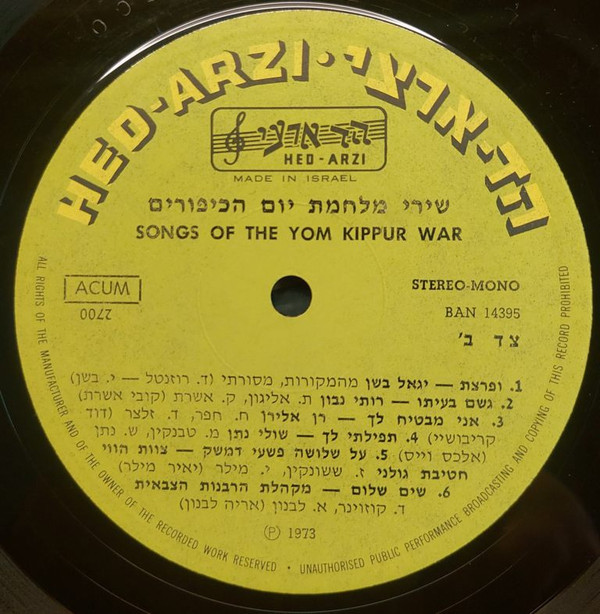 HED-ARZI · הד-ארצי
הד ארצי
HED-ARZI
MADE IN ISRAEL
שירי מלחמת יום הכיפורים
SONGS OF THE YOM KIPPUR WAR
ACUM
2700
STEREO-MONO
BAN 14395
צד ב'
1. ופרצת — יגאל בשן מהמקורות, מסורתי (ד. רוזנטל — י. בשן)
2. גשם בעיתו — רותי נבון ת. אליגון, ק. אשרת (קובי אשרת)
3. אני מבטיח לך — רן אלירן ח. חפר, ד. זלצר (דוד
קריבושיי) 4. תפילתי לך — שולי נתן מ. טבנקין, ש. נתן
(אלכס וייס) 5. על שלושה פשעי דמשק — צוות הווי
חטיבת גולני ז. ששונקין, י. מילר (יאיר מילר)
6. שים שלום — מקהלת הרבנות הצבאית
ד. קוזוינר, א. לבנון (אריה לבנון)
Ⓟ 1973
ALL RIGHTS OF THE MANUFACTURER AND OF THE OWNER OF THE RECORDED WORK RESERVED · UNAUTHORISED PUBLIC PERFORMANCE BROADCASTING AND COPYING OF THIS RECORD PROHIBITED